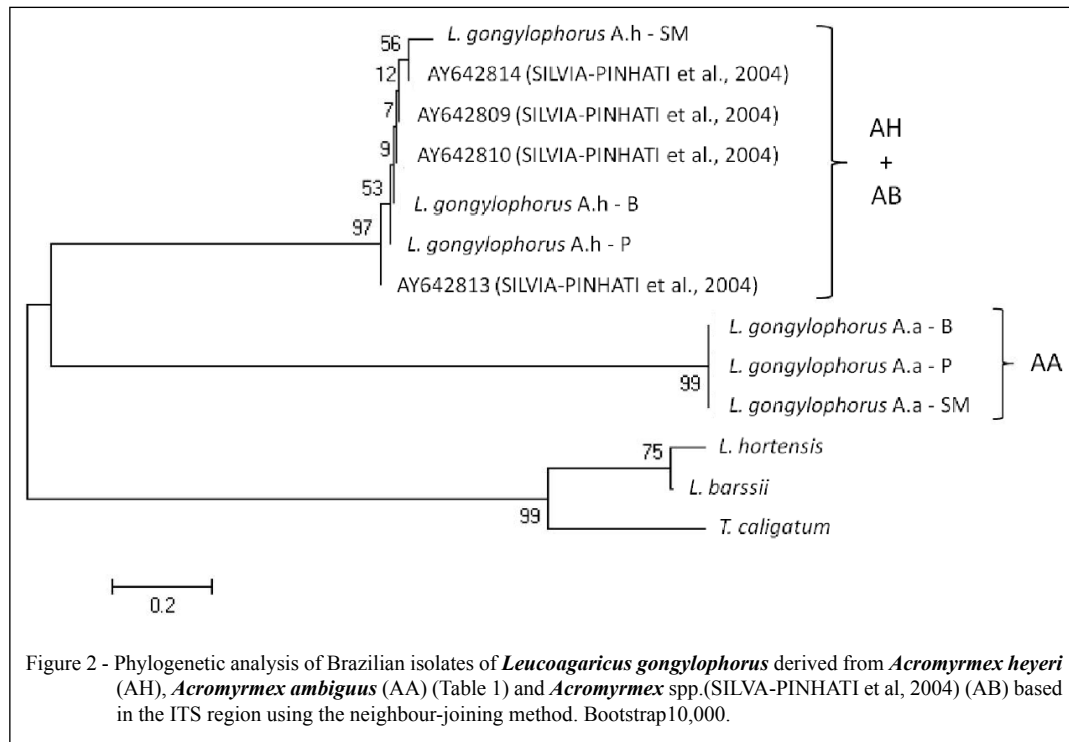 56
L. gongylophorus A.h - SM
12
AY642814 (SILVIA-PINHATI et al., 2004)
7
AY642809 (SILVIA-PINHATI et al., 2004)
9
AY642810 (SILVIA-PINHATI et al., 2004)
53
L. gongylophorus A.h - B
97
L. gongylophorus A.h - P
AY642813 (SILVIA-PINHATI et al., 2004)
AH
+
AB
L. gongylophorus A.a - B
L. gongylophorus A.a - P
99
L. gongylophorus A.a - SM
AA
75
L. hortensis
L. barssii
99
T. caligatum
0.2
Figure 2 - Phylogenetic analysis of Brazilian isolates of Leucoagaricus gongylophorus derived from Acromyrmex heyeri
(AH), Acromyrmex ambiguus (AA) (Table 1) and Acromyrmex spp.(SILVA-PINHATI et al, 2004) (AB) based
in the ITS region using the neighbour-joining method. Bootstrap10,000.